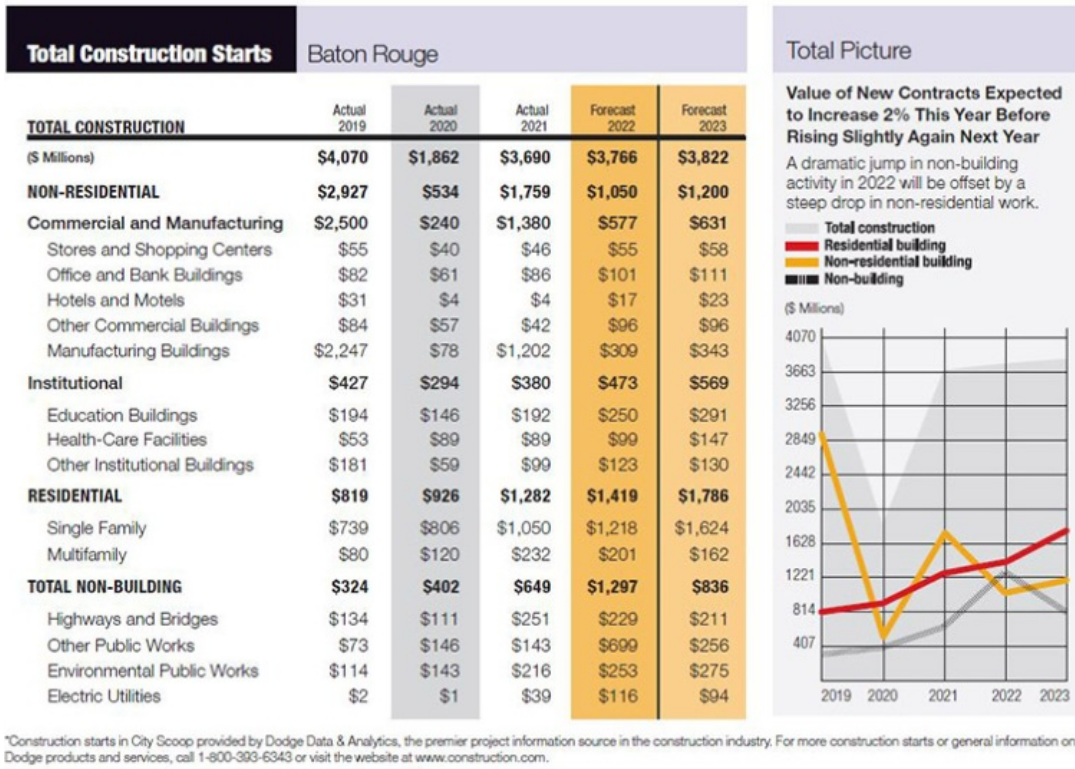 Total Construction Starts Baton Rouge
TOTAL CONSTRUCTION Actual 2019 Actual 2020 Actual 2021 Forecast 2022 Forecast 2023
($ Millions) $4,070 $1,862 $3,690 $3,766 $3,822
NON-RESIDENTIAL $2,927 $534 $1,759 $1,050 $1,200
Commercial and Manufacturing $2,500 $240 $1,380 $577 $631
Stores and Shopping Centers $55 $40 $46 $55 $58
Office and Bank Buildings $82 $61 $86 $101 $111
Hotels and Motels $31 $4 $4 $17 $23
Other Commercial Buildings $84 $57 $42 $96 $96
Manufacturing Buildings $2,247 $78 $1,202 $309 $343
Institutional $427 $294 $380 $473 $569
Education Buildings $194 $146 $192 $250 $291
Health-Care Facilities $53 $89 $89 $99 $147
Other Institutional Buildings $181 $59 $99 $123 $130
RESIDENTIAL $819 $926 $1,282 $1,419 $1,786
Single Family $739 $806 $1,050 $1,218 $1,624
Multifamily $80 $120 $232 $201 $162
TOTAL NON-BUILDING $324 $402 $649 $1,297 $836
Highways and Bridges $134 $111 $251 $229 $211
Other Public Works $73 $146 $143 $699 $256
Environmental Public Works $114 $143 $216 $253 $275
Electric Utilities $2 $1 $39 $116 $94
Total Picture
Value of New Contracts Expected
to Increase 2% This Year Before
Rising Slightly Again Next Year
A dramatic jump in non-building
activity in 2022 will be offset by a
steep drop in non-residential work.
Total construction
Residential building
Non-residential building
Non-building
($ Millions)
4070
3663
3256
2849
2442
2035
1628
1221
814
407
2019 2020 2021 2022 2023
*Construction starts in City Scoop provided by Dodge Data & Analytics, the premier project information source in the construction industry. For more construction starts or general information on
Dodge products and services, call 1-800-393-6343 or visit the website at www.construction.com.